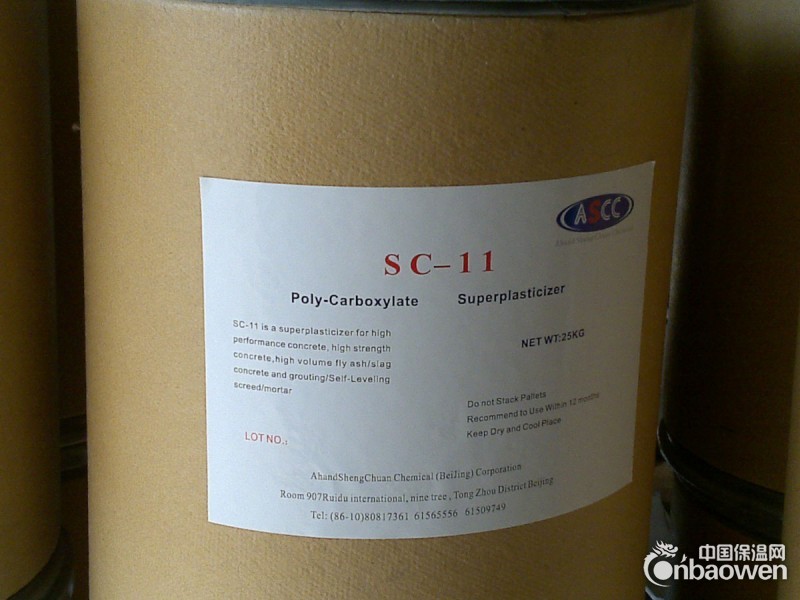 ASCC
SC-11
Poly-Carboxylate Superplasticizer
SC-11 is a superplasticizer for high
performance concrete, high strength
concrete,high volume fly ash/slag
concrete and grouting/Self-Leveling
screed/mortar
NET WT:25KG
Do not Stack Pallets
Recommend to Use Within 12 months
Keep Dry and Cool Place
LOT NO.:
AhandShengChuan Chemical (BeiJing) Corporation
Room 907Ruidu international, nine tree , Tong Zhou District Beijing
Tel: (86-10)80817361 61565556 61509749
中国保温网
Cnbaowen